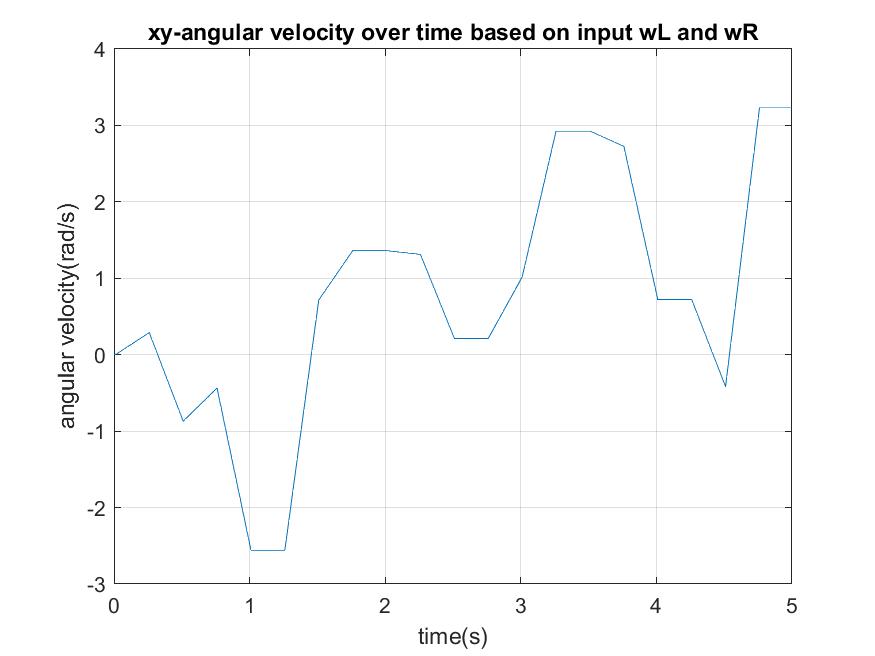 xy-angular velocity over time based on input wL and wR
4
3
2
1
0
-1
-2
-3
angular velocity(rad/s)
0 1 2 3 4 5
time(s)